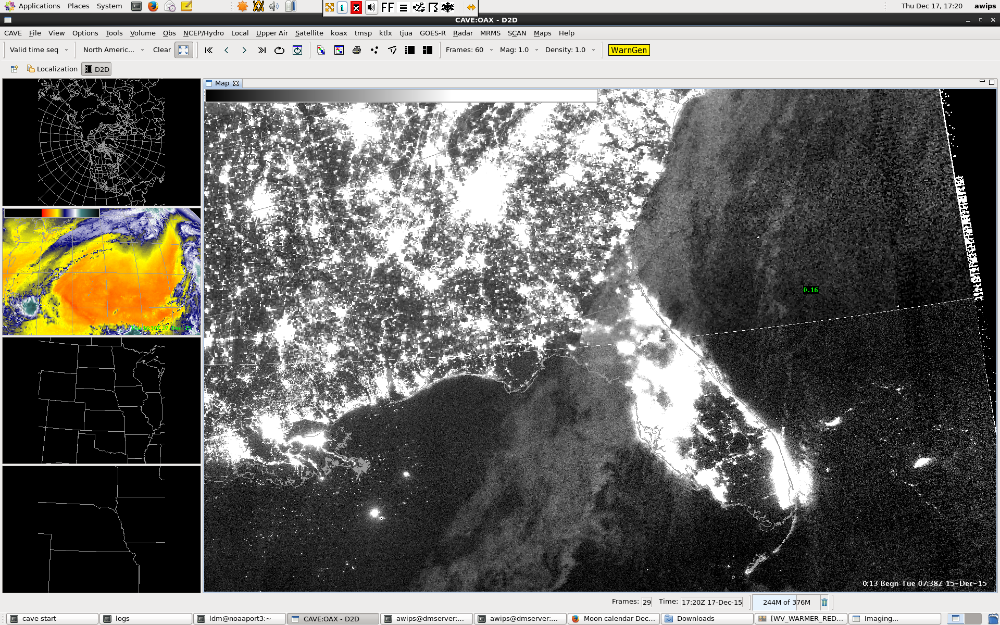 Applications Places System
FF
Thu Dec 17, 17:20 awips
CAVE:OAX - D2D
CAVE File View Options Tools Volume Obs NCEP/Hydro Local Upper Air Satellite koax tmsp ktlx tjua GOES-R Radar MRMS SCAN Maps Help
Valid time seq North Americ... Clear Frames: 60 Mag: 1.0 Density: 1.0 WarnGen
Localization D2D
Map
0.16
0:13 Begn Tue 07:38Z 15-Dec-15
Frames: 29 Time: 17:20Z 17-Dec-15 244M of 376M
cave start logs ldm@noaaport3:~ CAVE:OAX - D2D awips@dmserver:... awips@dmserver:... Moon calendar Dec... Downloads [WV_WARMER_RED... Imaging...